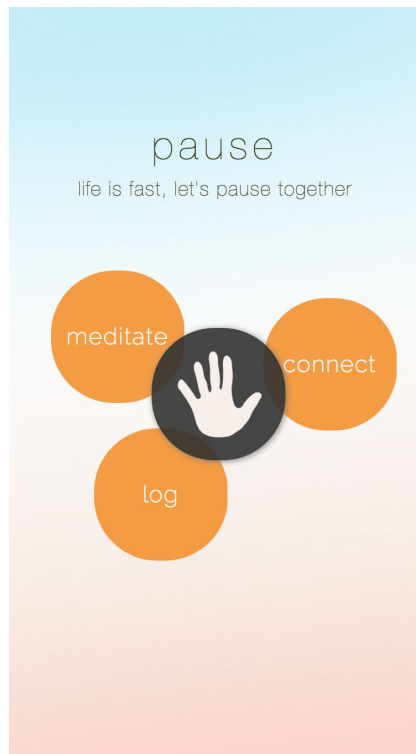 pause
life is fast, let's pause together
meditate
connect
log